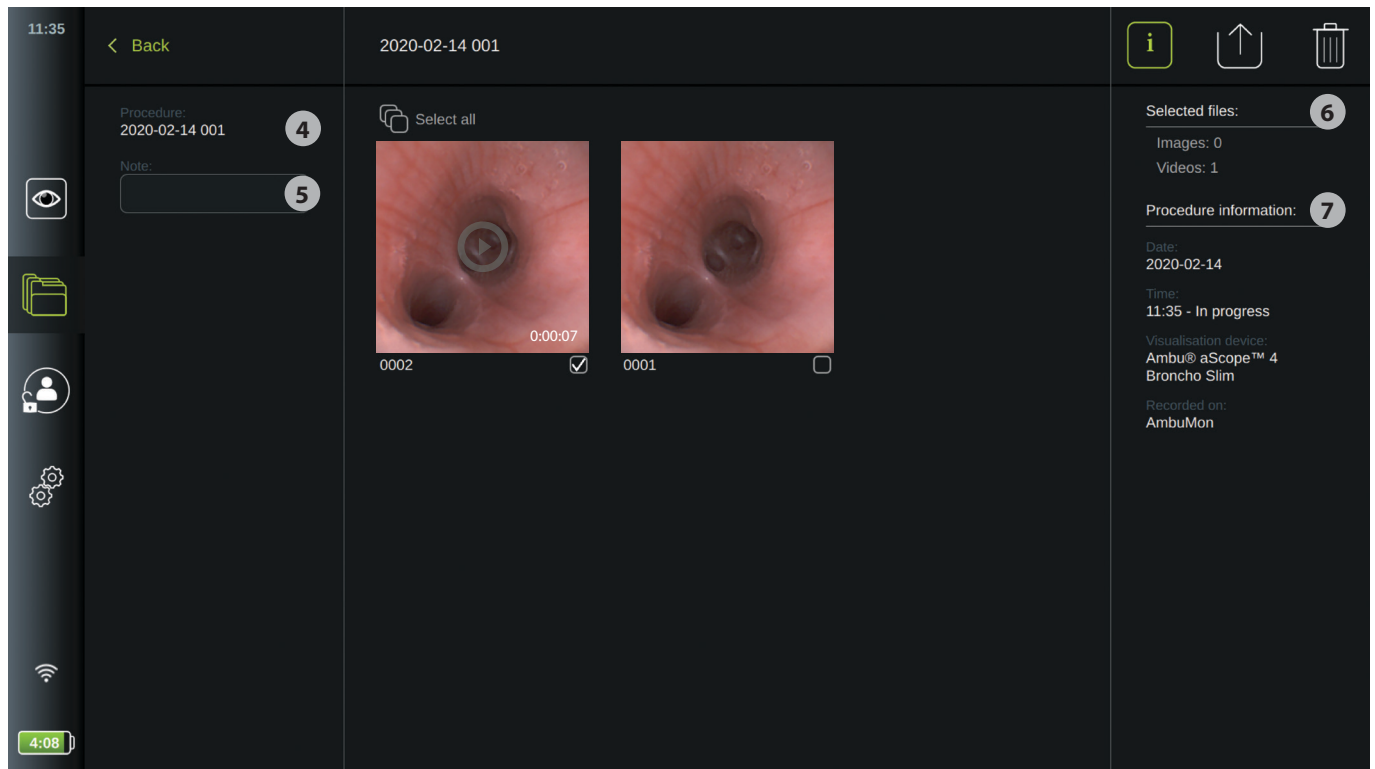 11:35
Back
2020-02-14 001
i
Procedure:
2020-02-14 001
4
Note:
5
Select all
0:00:07
0002
0001
Selected files:
6
Images: 0
Videos: 1
Procedure information:
7
Date:
2020-02-14
Time:
11:35 - In progress
Visualisation device:
Ambu® aScope™ 4
Broncho Slim
Recorded on:
AmbuMon
4:08